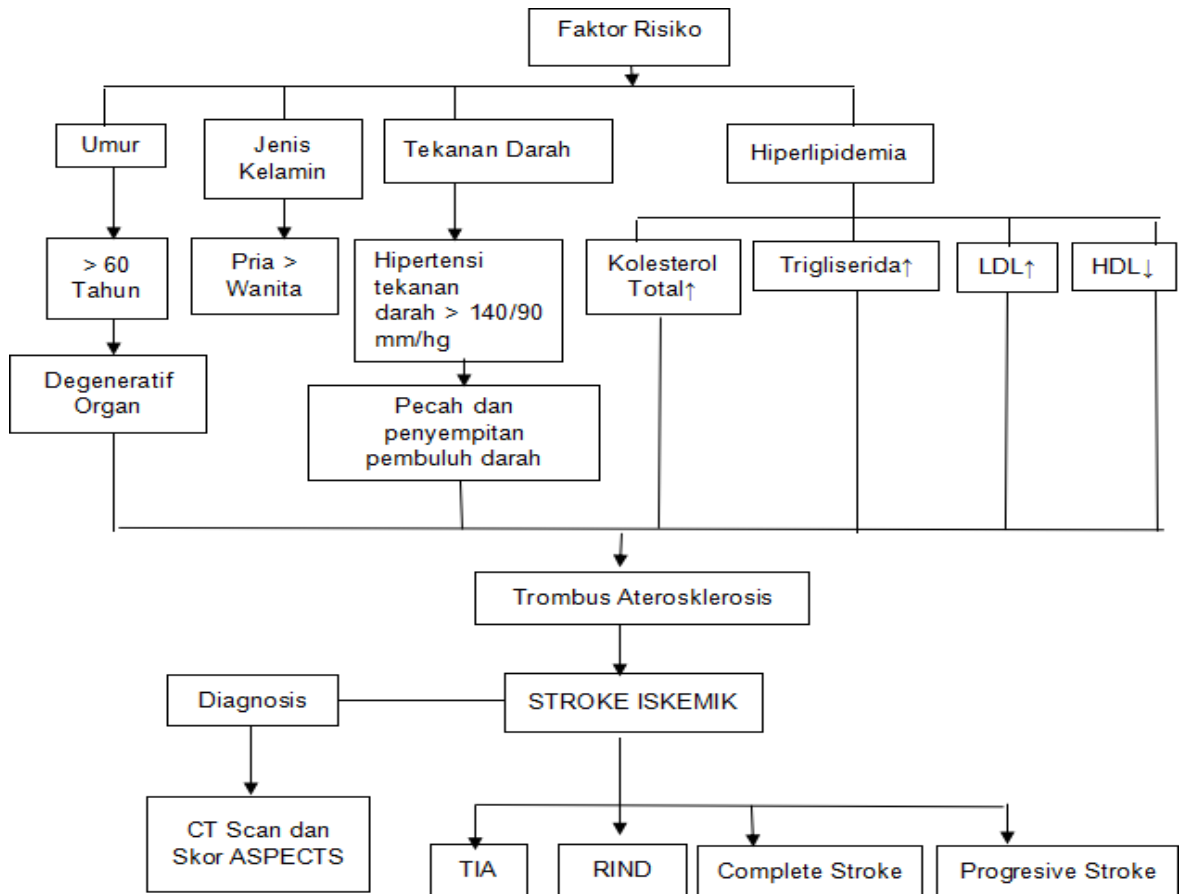 Faktor Risiko
Umur
Jenis
Kelamin
Tekanan Darah
Hiperlipidemia
> 60
Tahun
Pria >
Wanita
Hipertensi
tekanan
darah > 140/90
mm/hg
Kolesterol
Total↑
Trigliserida↑
LDL↑
HDL↓
Degeneratif
Organ
Pecah dan
penyempitan
pembuluh darah
Trombus Aterosklerosis
Diagnosis
STROKE ISKEMIK
CT Scan dan
Skor ASPECTS
TIA
RIND
Complete Stroke
Progresive Stroke